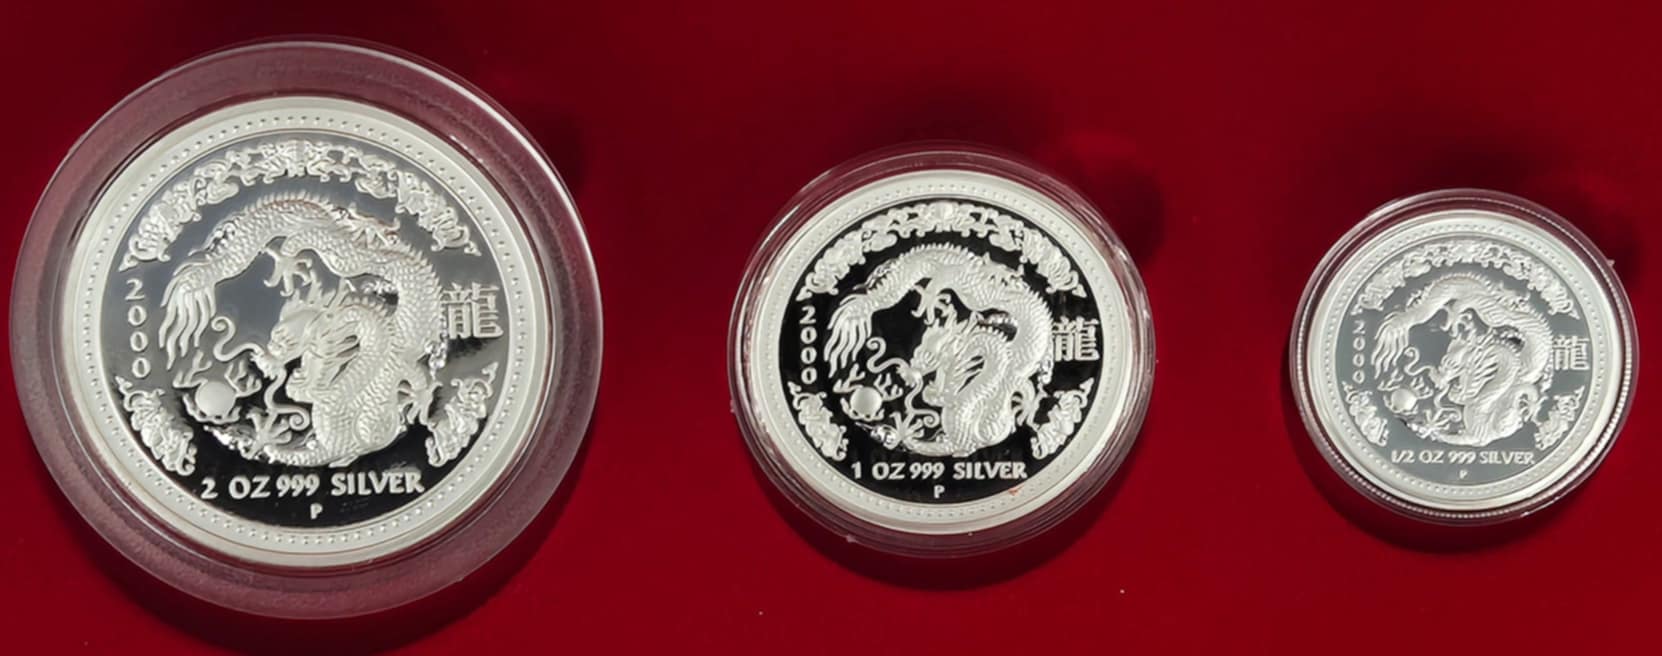 2000
龍
2 OZ 999 SILVER
P
2000
龍
1 OZ 999 SILVER
P
2000
龍
1/2 OZ 999 SILVER
P